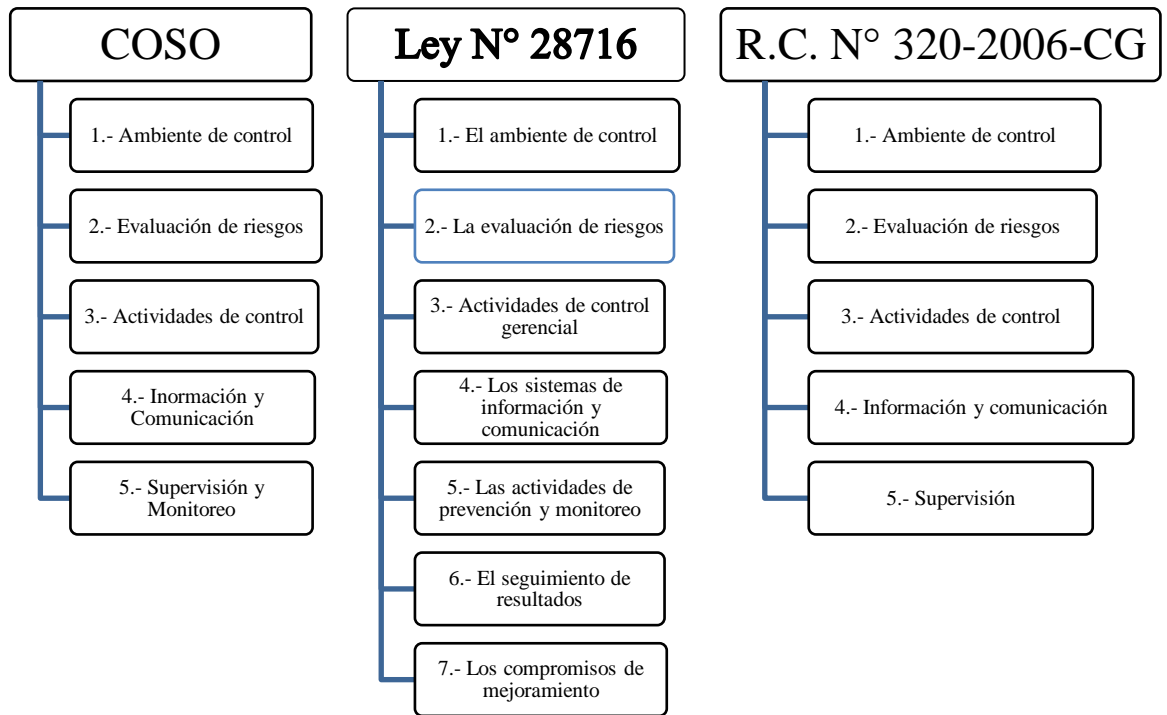 COSO
1.- Ambiente de control
2.- Evaluación de riesgos
3.- Actividades de control
4.- Inormación y
Comunicación
5.- Supervisión y
Monitoreo
Ley N° 28716
1.- El ambiente de control
2.- La evaluación de riesgos
3.- Actividades de control
gerencial
4.- Los sistemas de
información y
comunicación
5.- Las actividades de
prevención y monitoreo
6.- El seguimiento de
resultados
7.- Los compromisos de
mejoramiento
R.C. N° 320-2006-CG
1.- Ambiente de control
2.- Evaluación de riesgos
3.- Actividades de control
4.- Información y comunicación
5.- Supervisión